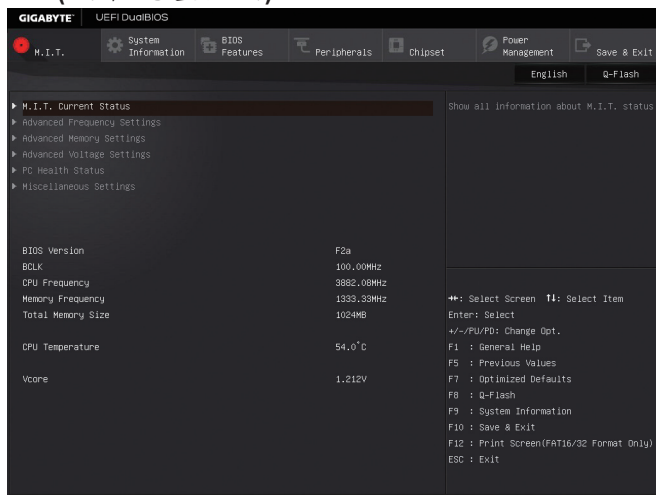 GIGABYTE™ UEFI DualBIOS
M.I.T. System Information BIOS Features Peripherals Chipset Power Management Save & Exit
English Q-Flash
M.I.T. Current Status
Show all information about M.I.T. status
Advanced Frequency Settings
Advanced Memory Settings
Advanced Voltage Settings
PC Health Status
Miscellaneous Settings
BIOS Version F2a
BCLK 100.00MHz
CPU Frequency 3882.08MHz
Memory Frequency 1333.33MHz
Total Memory Size 1024MB
CPU Temperature 54.0°C
Vcore 1.212V
→←: Select Screen ↑↓: Select Item
Enter: Select
+/-/PU/PD: Change Opt.
F1 : General Help
F5 : Previous Values
F7 : Optimized Defaults
F8 : Q-Flash
F9 : System Information
F10 : Save & Exit
F12 : Print Screen(FAT16/32 Format Only)
ESC : Exit